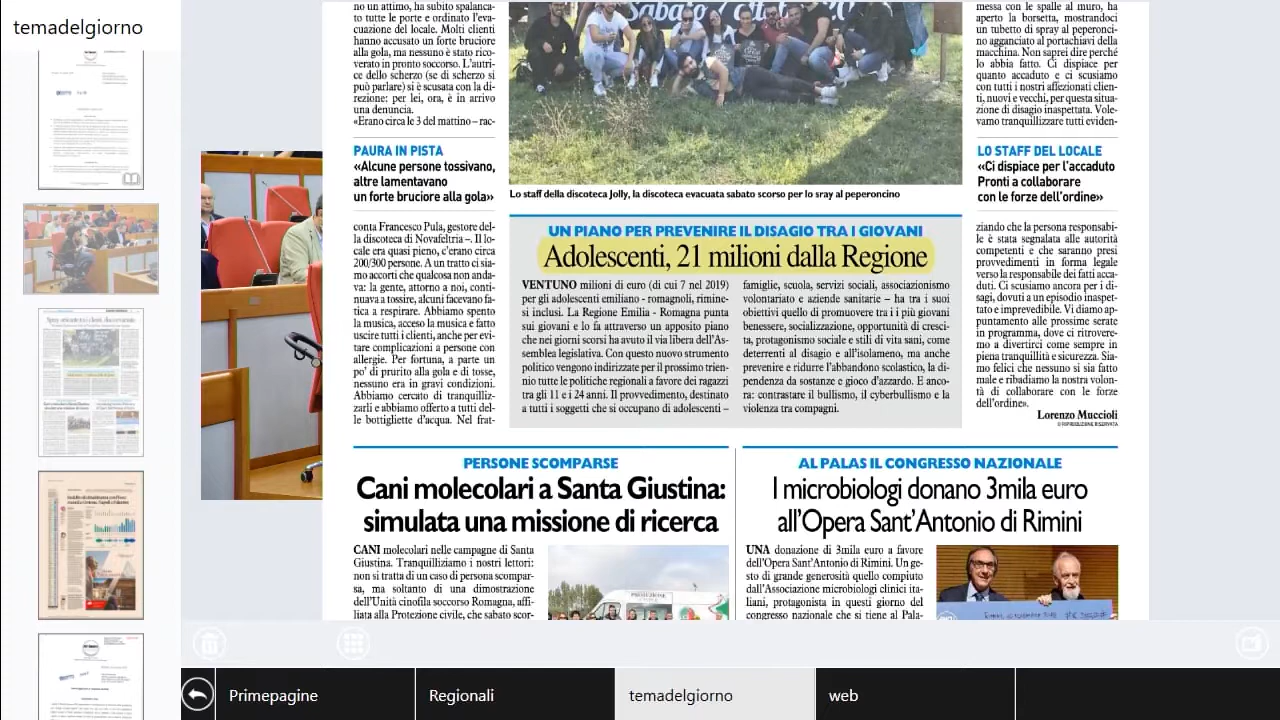 temadelgiorno
no un attimo, ha subito spalanca-
to tutte le porte e ordinato l'eva-
cuazione del locale. Molti clienti
hanno accusato un forte bruciore
alla gola, ma nessuno è stato rico-
verato in pronto soccorso. L'autri-
ce dello scherzo (se di scherzo si
può parlare) si è scusata con la di-
rezione: per lei, ora, è in arrivo
una denuncia.
«Erano circa le 3 del mattino – rac-
PAURA IN PISTA
«Alcune persone tossivano
altre lamentavano
un forte bruciore alla gola»
conta Francesco Pula, gestore del-
la discoteca di Novafeltria –. Il lo-
cale era quasi pieno, c'erano circa
200/300 persone. A un tratto ci sia-
mo accorti che qualcosa non anda-
va: la gente, attorno a noi, conti-
nuava a tossire, alcuni facevano fa-
tica a respirare. Abbiamo spento
la musica, acceso la musica e fatto
uscire tutti i clienti, anche per evi-
tare complicazioni a persone con
allergie. Per fortuna, a parte un
po' di prurito alla gola e di tosse,
nessuno era in gravi condizioni.
Abbiamo cercato di tranquilliz-
zarli e abbiamo offerto a tutti del-
le bottigliette d'acqua. Nel frat-
Sabato
Lo staff della discoteca Jolly, la discoteca evacuata sabato scorso per lo sray al peperoncino
UN PIANO PER PREVENIRE IL DISAGIO TRA I GIOVANI
Adolescenti, 21 milioni dalla Regione
VENTUNO milioni di euro (di cui 7 nel 2019)
per gli adolescenti emiliano - romagnoli, rimine-
si inclusi. La Regione Emilia - Romagna investe
sui giovani e lo fa attraverso un progetto plurien-
che nei giorni scorsi ha avuto il via libera dell'As-
semblea legislativa. Con questo nuovo strumento
si vogliono indirizzate per il prossimo quinquen-
nio tutte le politiche regionali a favore dei ragazzi
tra gli 11 e i 24 anni. Il provvedimento, destinato
a tutti i soggetti che si occupano di adolescenti –
famiglie, scuola, servizi sociali, associazionismo
volontariato e aziende sanitarie – ha tra i suoi
obiettivi quelli di promuovere tra i più giovani
benessere, pari opportunità, opportunità di cresci-
ta, protagonismo sociale e stili di vita sani, come
deterrenti al disagio e all'isolamento, ma anche
all'insuccesso e all'abbandono scolastico, la di-
pendenza da sostanze e gioco d'azzardo. E anco-
ra: contrastare il bullismo, il cyberbullismo e la
violenza tra compagni.
messa con le spalle al muro, ha
aperto la borsetta, mostrandoci
un tubetto di spray al peperonci-
no agganciato al portachiavi della
macchina. Non saprei dire perché
lo abbia fatto. Ci dispiace per
quanto accaduto e ci scusiamo
con tutti i nostri affezionati clien-
ti, nuovi e vecchi, per questa situa-
zione di disagio inaspettata. Vole-
vamo tranquillizzare tutti eviden-
LO STAFF DEL LOCALE
«Ci dispiace per l'accaduto
Pronti a collaborare
con le forze dell'ordine»
ziando che la persona responsabi-
le è stata segnalata alle autorità
competenti e che saranno presi
provvedimenti in forma legale
verso la responsabile dei fatti acca-
duti. Ci scusiamo ancora per i di-
sagi, dovuti a un episodio inaspet-
tato e imprevedibile. Vi diamo ap-
puntamento alle prossime serate
in programma, dove ci ritrovere-
mo a divertirci come sempre in
piena tranquillità e sicurezza. Sia-
mo felici che nessuno si sia fatto
male e ribadiamo la nostra volon-
tà di collaborare con le forze
dell'ordine».
Lorenzo Muccioli
© RIPRODUZIONE RISERVATA
PERSONE SCOMPARSE
Cani molecolari a Santa Giustina:
simulata una missione di ricerca
CANI molecolari nelle campagne di Santa
Giustina. Tranquillizziamo i nostri lettori:
non si tratta di un caso di persona scompar-
sa, ma soltanto di una dimostrazione
dell'Unità cinofila soccorso Romagna, affi-
liata alla Protezione civile, che sabato scor-
AL PALAS IL CONGRESSO NAZIONALE
I microbiologi donano 3mila euro
all'Opera Sant'Antonio di Rimini
UNA donazione di 3mila euro a favore
dell'Opera Sant'Antonio di Rimini. Un ge-
sto di grande generosità quello compiuto
dall'Associazione microbiologi clinici ita-
liani, protagonista in questi giorno del
congresso nazionale che si tiene al Pala-
Primepagine
Regionali
temadelgiorno
web